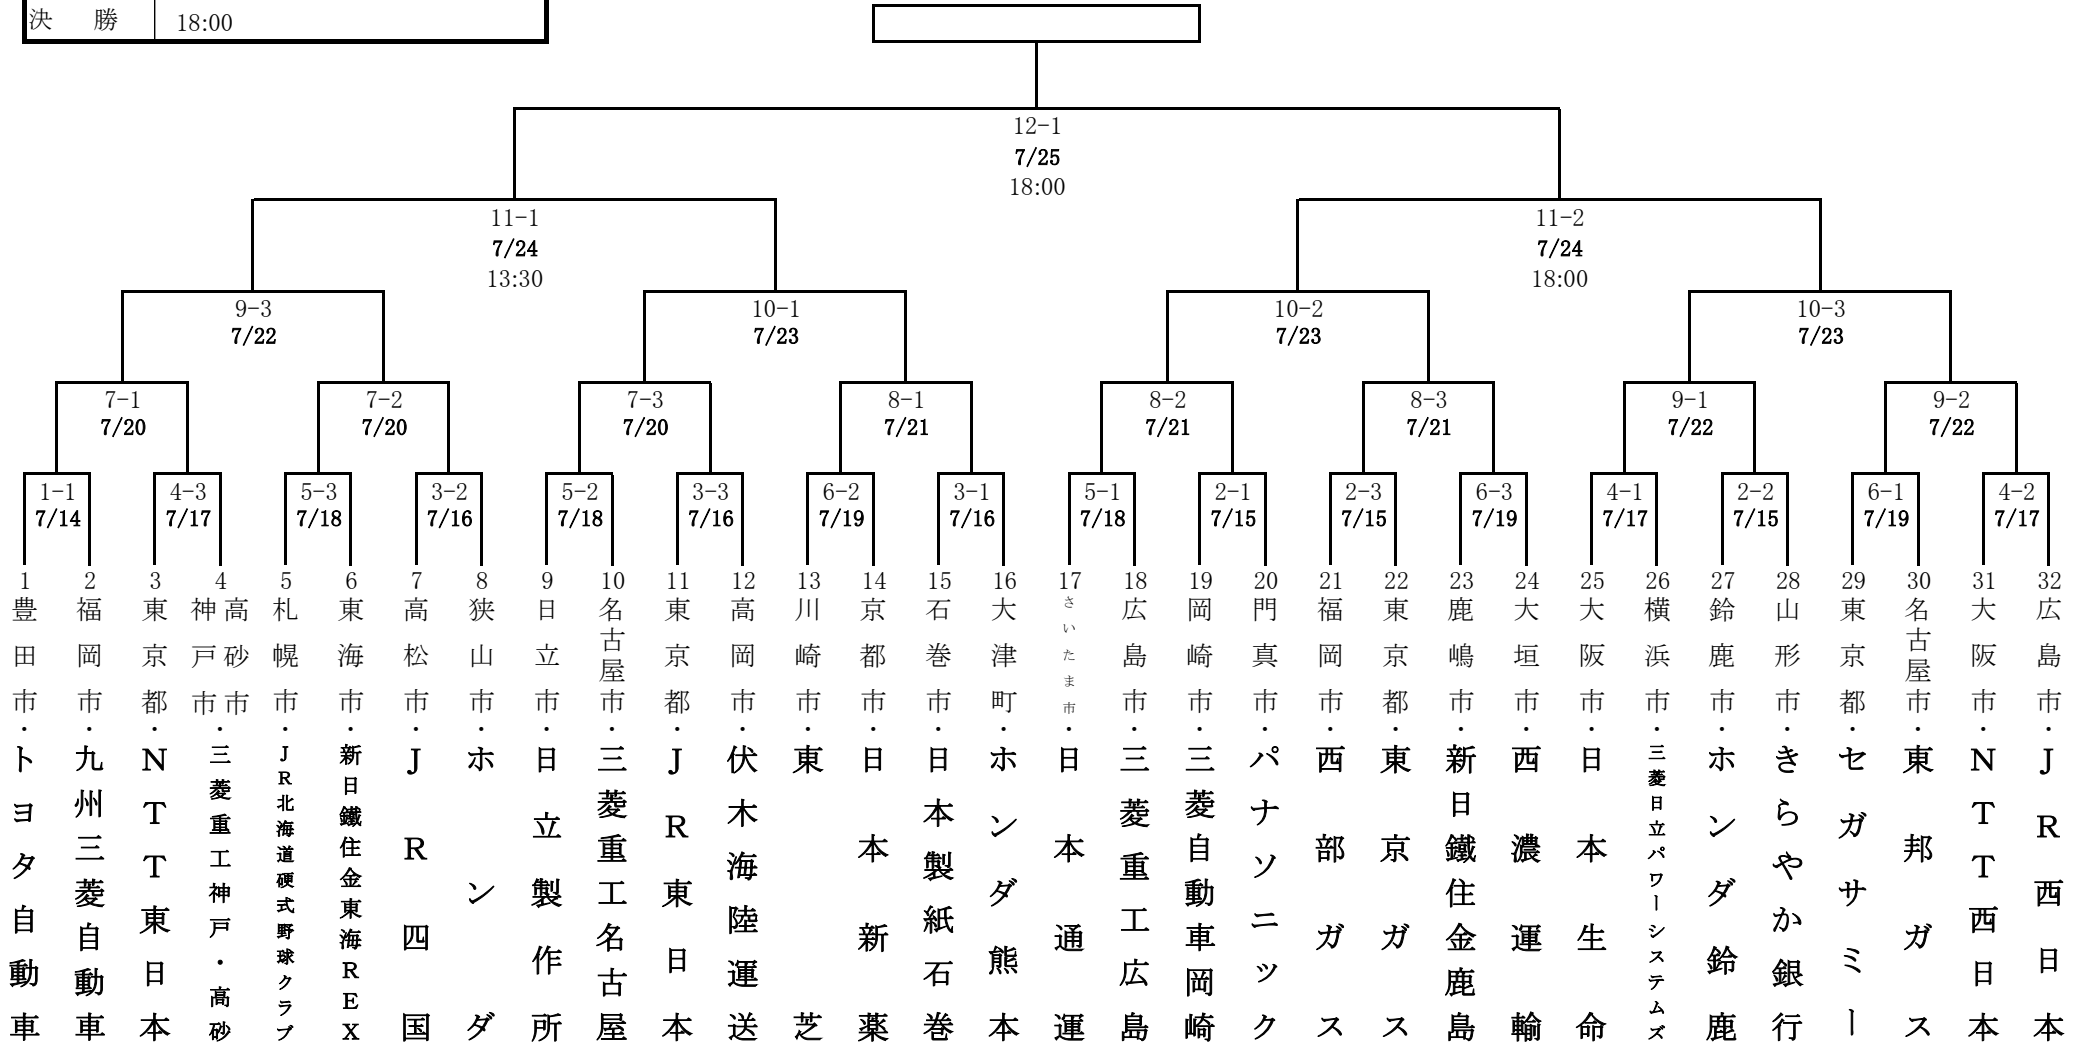 決 勝 18:00
12-1
7/25
18:00
11-1 11-2
7/24 7/24
13:30 18:00
9-3 10-1 10-2 10-3
7/22 7/23 7/23 7/23
7-1 7-2 7-3 8-1 8-2 8-3 9-1 9-2
7/20 7/20 7/20 7/21 7/21 7/21 7/22 7/22
1-1 4-3 5-3 3-2 5-2 3-3 6-2 3-1 5-1 2-1 2-3 6-3 4-1 2-2 6-1 4-2
7/14 7/17 7/18 7/16 7/18 7/16 7/19 7/16 7/18 7/15 7/15 7/19 7/17 7/15 7/19 7/17
1 豊田市・トヨタ自動車
2 福岡市・九州三菱自動車
3 東京都・NTT東日本
4 神戸市 高砂市・三菱重工神戸・高砂
5 札幌市・JR北海道硬式野球クラブ
6 東海市・新日鐵住金東海REX
7 高松市・JR四国
8 狭山市・ホンダ
9 日立市・日立製作所
10 名古屋市・三菱重工名古屋
11 東京都・JR東日本
12 高岡市・伏木海陸運送
13 川崎市・東芝
14 京都市・日本新薬
15 石巻市・日本製紙石巻
16 大津町・ホンダ熊本
17 さいたま市・日本通運
18 広島市・三菱重工広島
19 岡崎市・三菱自動車岡崎
20 門真市・パナソニック
21 福岡市・西部ガス
22 東京都・東京ガス
23 鹿嶋市・新日鐵住金鹿島
24 大垣市・西濃運輸
25 大阪市・日本生命
26 横浜市・三菱日立パワーシステムズ
27 鈴鹿市・ホンダ鈴鹿
28 山形市・きらやか銀行
29 東京都・セガサミー
30 名古屋市・東邦ガス
31 大阪市・NTT西日本
32 広島市・JR西日本